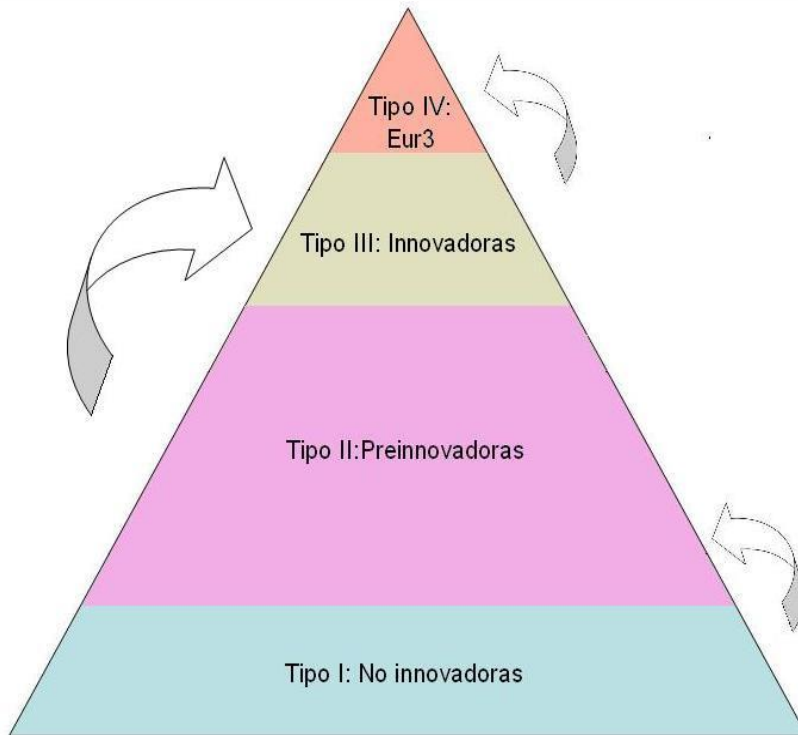 Tipo IV:
Eur3
Tipo III: Innovadoras
Tipo II:Preinnovadoras
Tipo I: No innovadoras